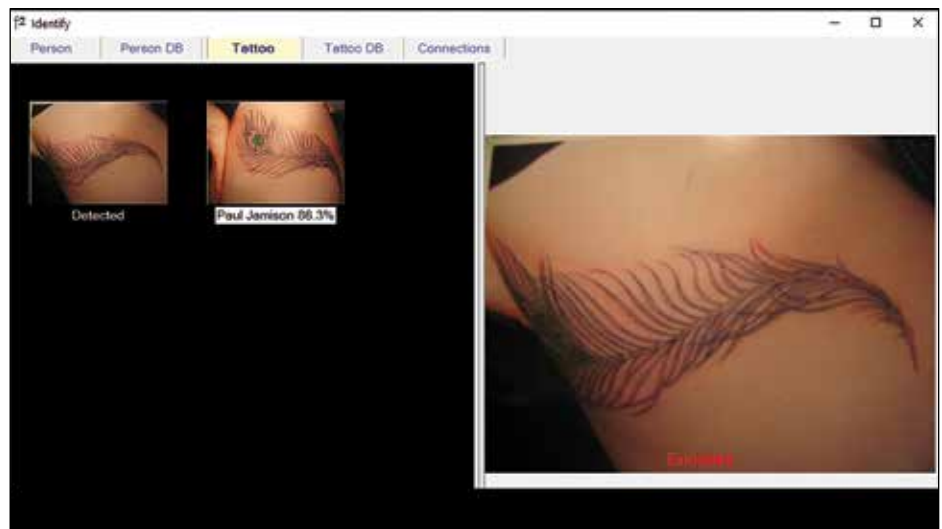 Identify
Person Person DB Tattoo Tattoo DB Connections
Detected
Paul Jamison 86.3%